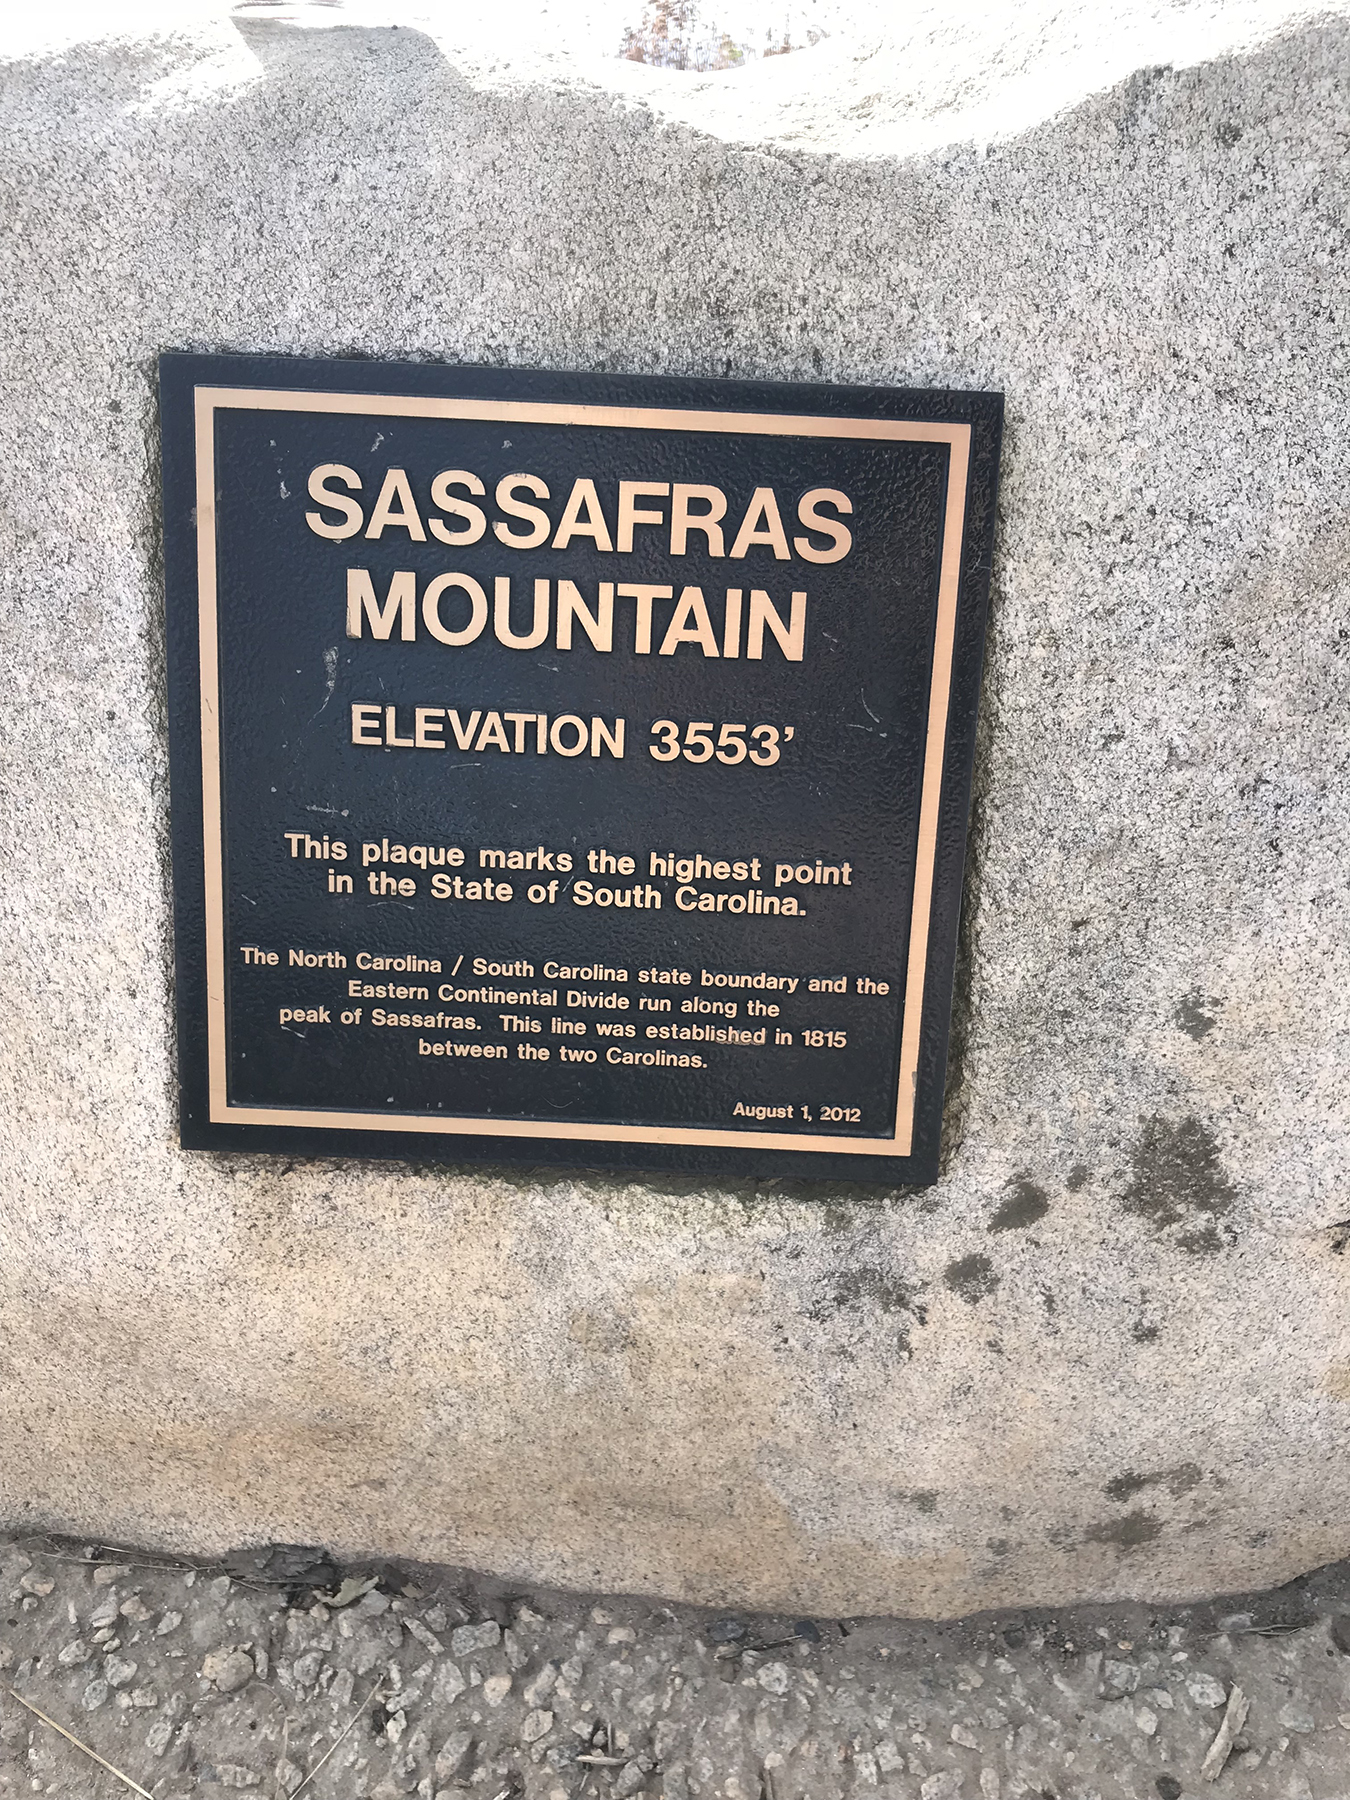 SASSAFRAS
MOUNTAIN
ELEVATION 3553'
This plaque marks the highest point
in the State of South Carolina.
The North Carolina / South Carolina state boundary and the
Eastern Continental Divide run along the
peak of Sassafras. This line was established in 1815
between the two Carolinas.
August 1, 2012